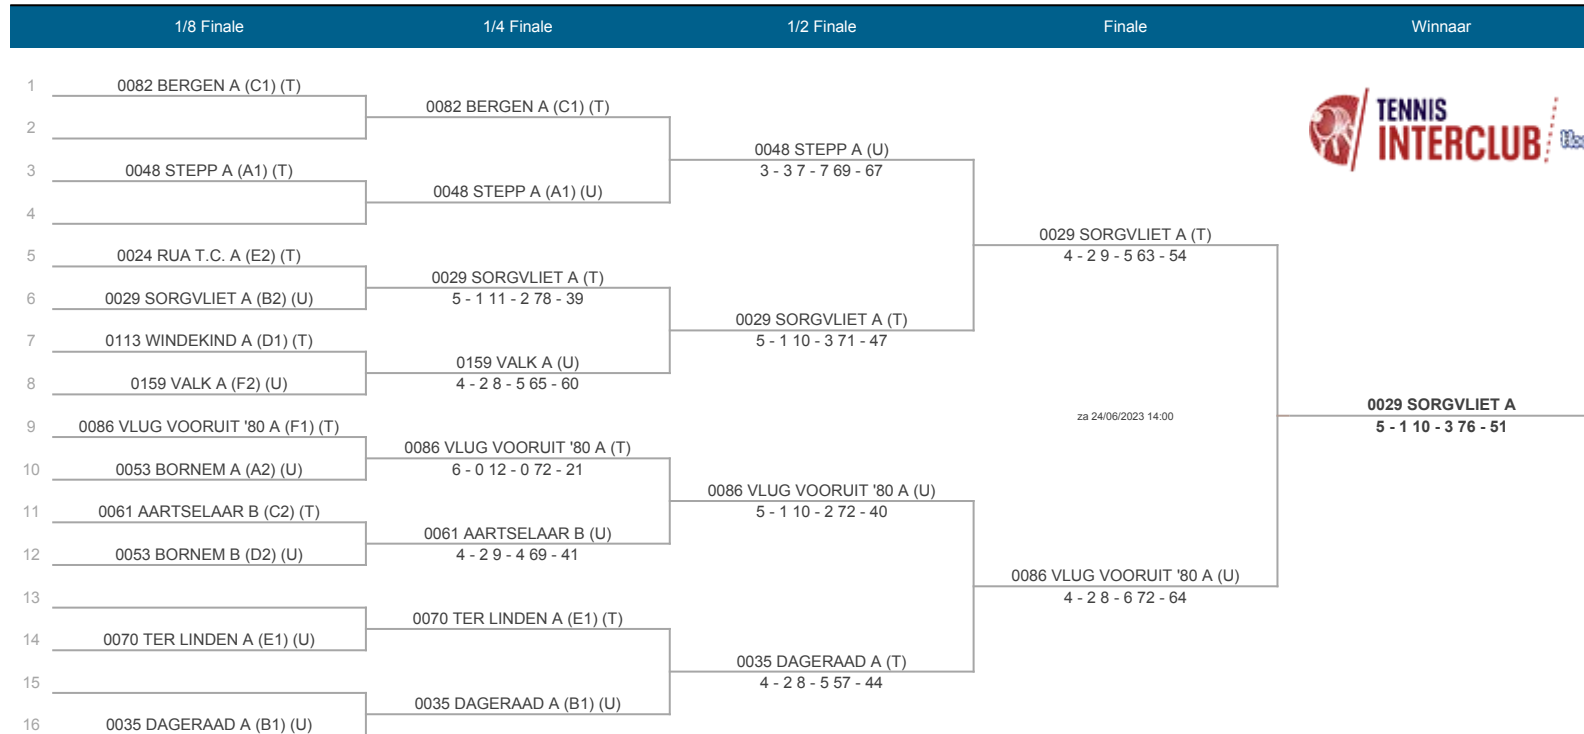 1/8 Finale 1/4 Finale 1/2 Finale Finale Winnaar
1 0082 BERGEN A (C1) (T)
0082 BERGEN A (C1) (T)
2
TENNIS
INTERCLUB
0048 STEPP A (U)
3 0048 STEPP A (A1) (T)
3 - 3 7 - 7 69 - 67
0048 STEPP A (A1) (U)
4
0029 SORGVLIET A (T)
5 0024 RUA T.C. A (E2) (T)
4 - 2 9 - 5 63 - 54
0029 SORGVLIET A (T)
6 0029 SORGVLIET A (B2) (U)
5 - 1 11 - 2 78 - 39
0029 SORGVLIET A (T)
7 0113 WINDEKIND A (D1) (T)
5 - 1 10 - 3 71 - 47
0159 VALK A (U)
8 0159 VALK A (F2) (U)
4 - 2 8 - 5 65 - 60
0029 SORGVLIET A
za 24/06/2023 14:00
9 0086 VLUG VOORUIT '80 A (F1) (T)
5 - 1 10 - 3 76 - 51
0086 VLUG VOORUIT '80 A (T)
10 0053 BORNEM A (A2) (U)
6 - 0 12 - 0 72 - 21
0086 VLUG VOORUIT '80 A (U)
11 0061 AARTSELAAR B (C2) (T)
5 - 1 10 - 2 72 - 40
0061 AARTSELAAR B (U)
12 0053 BORNEM B (D2) (U)
4 - 2 9 - 4 69 - 41
0086 VLUG VOORUIT '80 A (U)
13
4 - 2 8 - 6 72 - 64
0070 TER LINDEN A (E1) (T)
14 0070 TER LINDEN A (E1) (U)
0035 DAGERAAD A (T)
15
4 - 2 8 - 5 57 - 44
0035 DAGERAAD A (B1) (U)
16 0035 DAGERAAD A (B1) (U)